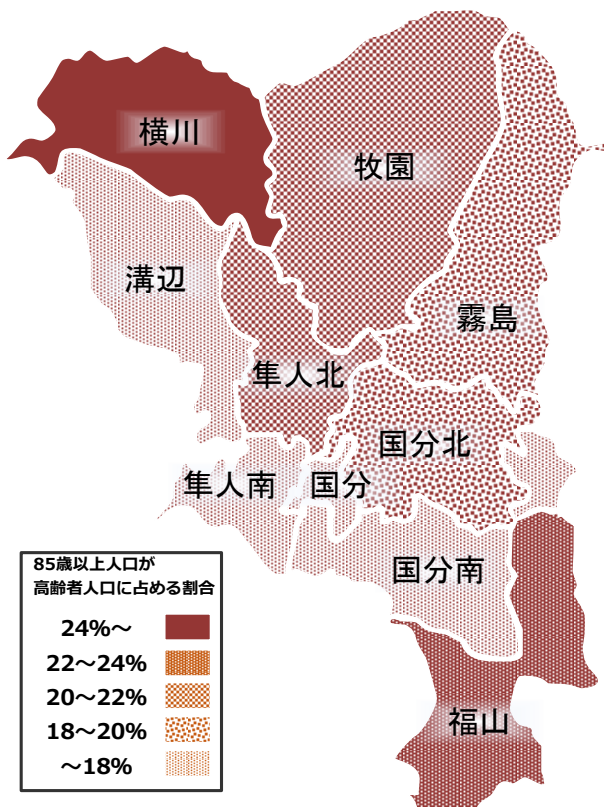 横川
牧園
溝辺
霧島
隼人北
国分北
隼人南
国分
国分南
福山
85歳以上人口が
高齢者人口に占める割合
24%～
22～24%
20～22%
18～20%
～18%